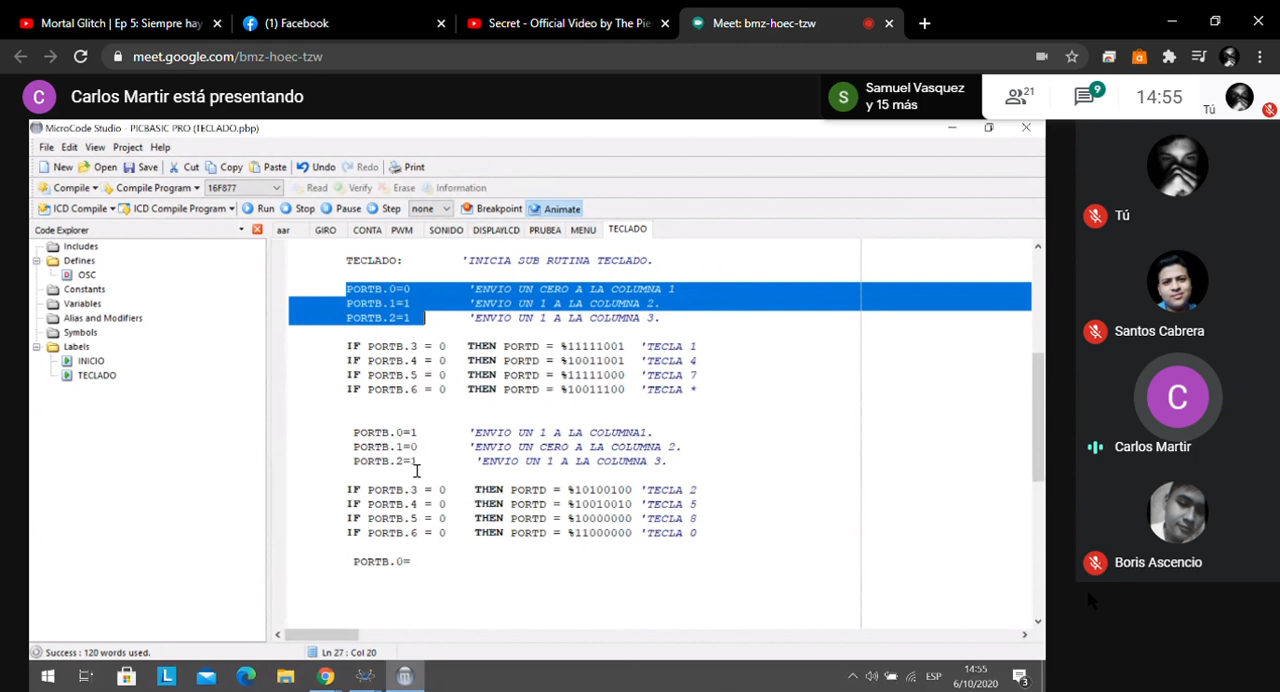 Mortal Glitch | Ep 5: Siempre hay
(1) Facebook
Secret - Official Video by The Pie
Meet: bmz-hoec-tzw
meet.google.com/bmz-hoec-tzw
C
Carlos Martir está presentando
S
Samuel Vasquez
y 15 más
21
9
14:55
Tú
MicroCode Studio - PICBASIC PRO (TECLADO.pbp)
File Edit View Project Help
New Open Save Cut Copy Paste Undo Redo Print
Compile Compile Program 16F877 Read Verify Erase Information
ICD Compile ICD Compile Program Run Stop Pause Step none Breakpoint Animate
Code Explorer
aar GIRO CONTA PWM SONIDO DISPLAYLCD PRUBEA MENU TECLADO
Includes
Defines
OSC
Constants
Variables
Alias and Modifiers
Symbols
Labels
INICIO
TECLADO
TECLADO: 'INICIA SUB RUTINA TECLADO.
PORTB.0=0 'ENVIO UN CERO A LA COLUMNA 1
PORTB.1=1 'ENVIO UN 1 A LA COLUMNA 2.
PORTB.2=1 'ENVIO UN 1 A LA COLUMNA 3.
IF PORTB.3 = 0 THEN PORTD = %11111001 'TECLA 1
IF PORTB.4 = 0 THEN PORTD = %10011001 'TECLA 4
IF PORTB.5 = 0 THEN PORTD = %11111000 'TECLA 7
IF PORTB.6 = 0 THEN PORTD = %10011100 'TECLA *
PORTB.0=1 'ENVIO UN 1 A LA COLUMNA1.
PORTB.1=0 'ENVIO UN CERO A LA COLUMNA 2.
PORTB.2=1 'ENVIO UN 1 A LA COLUMNA 3.
IF PORTB.3 = 0 THEN PORTD = %10100100 'TECLA 2
IF PORTB.4 = 0 THEN PORTD = %10010010 'TECLA 5
IF PORTB.5 = 0 THEN PORTD = %10000000 'TECLA 8
IF PORTB.6 = 0 THEN PORTD = %11000000 'TECLA 0
PORTB.0=
Success : 120 words used.
Ln 27 : Col 20
L
ESP
14:55
6/10/2020
3
Tú
Santos Cabrera
C
Carlos Martir
Boris Ascencio